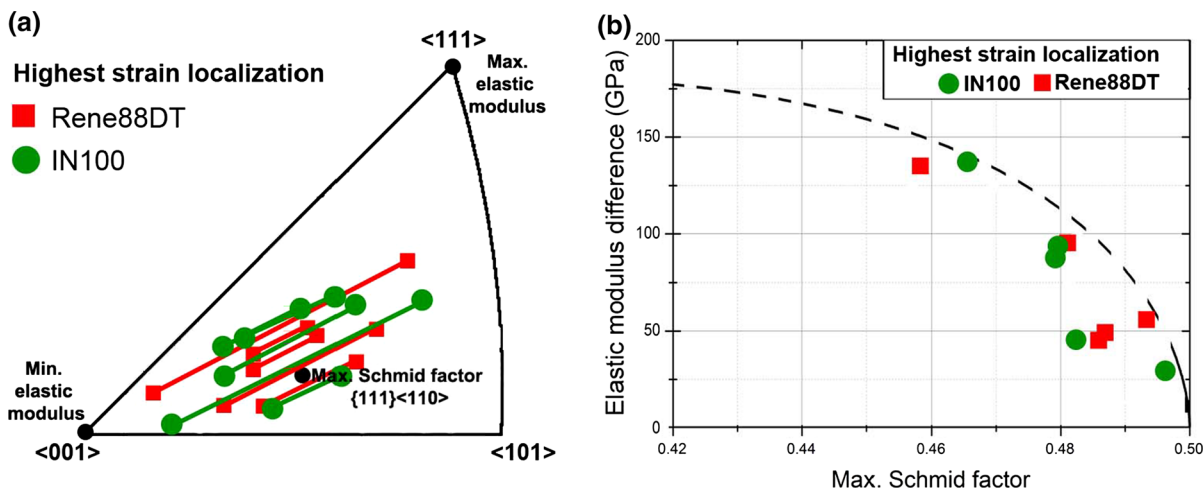 (a)
<111>
Max.
elastic
modulus
Highest strain localization
Rene88DT
IN100
Min.
elastic
modulus
Max. Schmid factor
{111}<110>
<001>
<101>
(b)
Highest strain localization
IN100 Rene88DT
Elastic modulus difference (GPa)
200
150
100
50
0
0.42 0.44 0.46 0.48 0.50
Max. Schmid factor